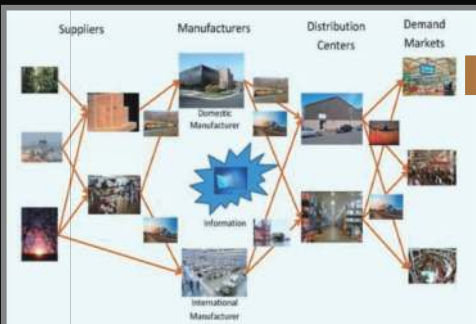 Suppliers
Manufacturers
Distribution
Centers
Demand
Markets
Domestic
Manufacturer
Information
International
Manufacturer